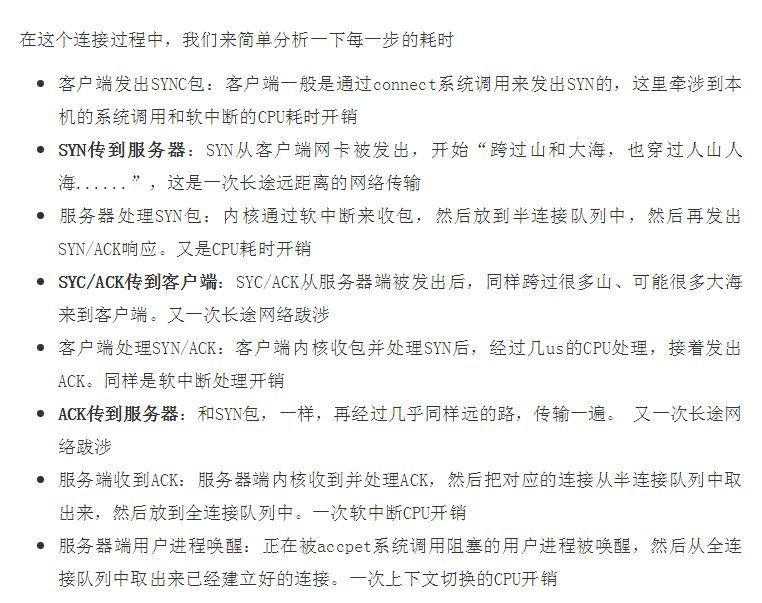 在这个连接过程中，我们来简单分析一下每一步的耗时
客户端发出SYNC包：客户端一般是通过connect系统调用来发出SYN的，这里牵涉到本
机的系统调用和软中断的CPU耗时开销
SYN传到服务器：SYN从客户端网卡被发出，开始“跨过山和大海，也穿过人山人
海......”，这是一次长途远距离的网络传输
服务器处理SYN包：内核通过软中断来收包，然后放到半连接队列中，然后再发出
SYN/ACK响应。又是CPU耗时开销
SYC/ACK传到客户端：SYC/ACK从服务器端被发出后，同样跨过很多山、可能很多大海
来到客户端。又一次长途网络跋涉
客户端处理SYN/ACK：客户端内核收包并处理SYN后，经过几us的CPU处理，接着发出
ACK。同样是软中断处理开销
ACK传到服务器：和SYN包，一样，再经过几乎同样远的路，传输一遍。 又一次长途网
络跋涉
服务端收到ACK：服务器端内核收到并处理ACK，然后把对应的连接从半连接队列中取
出来，然后放到全连接队列中。一次软中断CPU开销
服务器端用户进程唤醒：正在被accpet系统调用阻塞的用户进程被唤醒，然后从全连
接队列中取出来已经建立好的连接。一次上下文切换的CPU开销